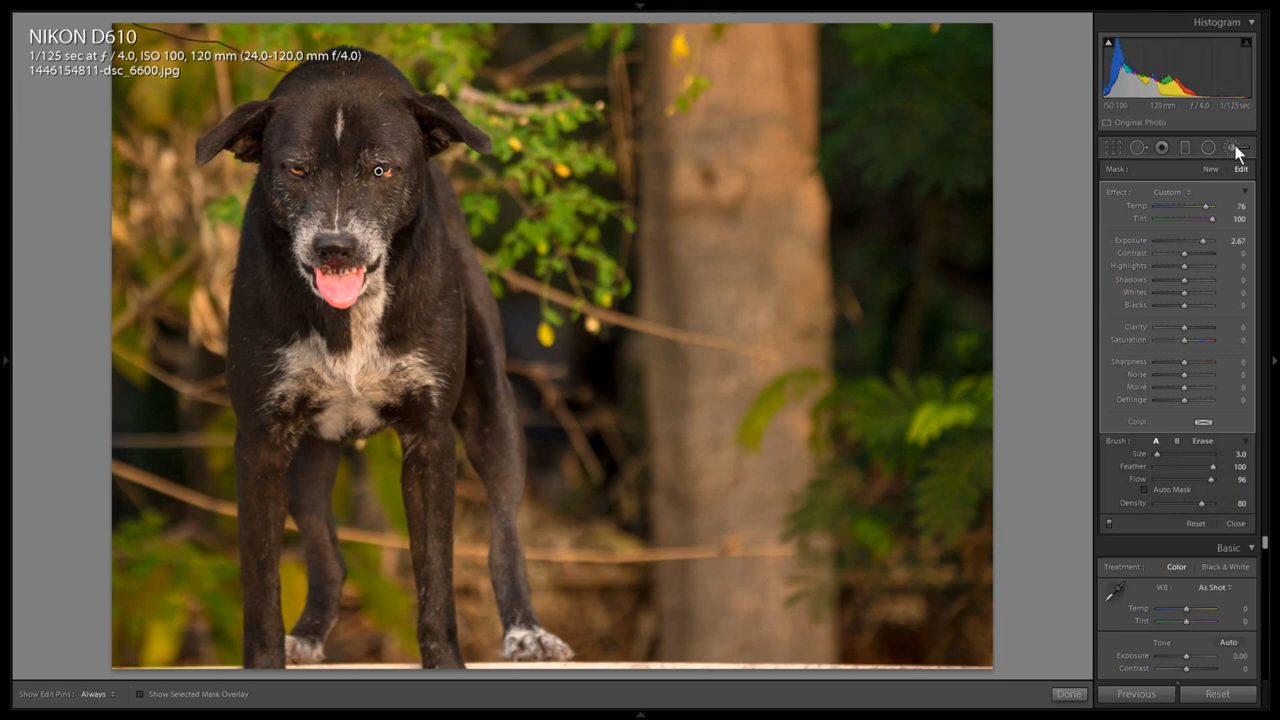 NIKON D610
1/125 sec at ƒ / 4.0, ISO 100, 120 mm (24.0-120.0 mm f/4.0)
1446154811-dsc_6600.jpg
Histogram
ISO 100 120 mm ƒ / 4.0 1/125 sec
Original Photo
Mask : New Edit
Effect : Custom
Temp 76
Tint 100
Exposure 2.67
Contrast 0
Highlights 0
Shadows 0
Whites 0
Blacks 0
Clarity 0
Saturation 0
Sharpness 0
Noise 0
Moiré 0
Defringe 0
Color
Brush : A B Erase
Size 3.0
Feather 100
Flow 96
Auto Mask
Density 80
Reset Close
Basic
Treatment : Color Black & White
WB : As Shot
Temp 0
Tint 0
Tone Auto
Exposure 0.00
Contrast 0
Show Edit Pins : Always Show Selected Mask Overlay Done Previous Reset